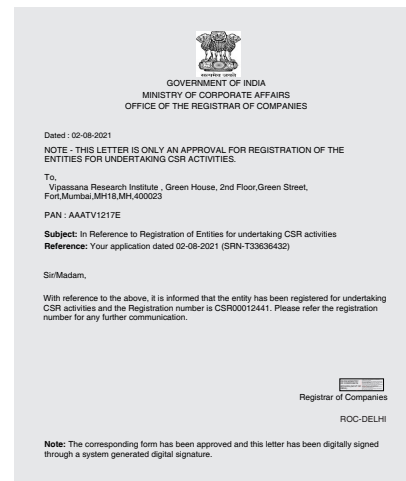 सत्यमेव जयते
GOVERNMENT OF INDIA
MINISTRY OF CORPORATE AFFAIRS
OFFICE OF THE REGISTRAR OF COMPANIES
Dated : 02-08-2021
NOTE - THIS LETTER IS ONLY AN APPROVAL FOR REGISTRATION OF THE
ENTITIES FOR UNDERTAKING CSR ACTIVITIES.
To,
Vipassana Research Institute , Green House, 2nd Floor,Green Street,
Fort,Mumbai,MH18,MH,400023
PAN : AAATV1217E
Subject: In Reference to Registration of Entities for undertaking CSR activities
Reference: Your application dated 02-08-2021 (SRN-T33636432)
Sir/Madam,
With reference to the above, it is informed that the entity has been registered for undertaking
CSR activities and the Registration number is CSR00012441. Please refer the registration
number for any further communication.
Registrar of Companies
ROC-DELHI
Note: The corresponding form has been approved and this letter has been digitally signed
through a system generated digital signature.